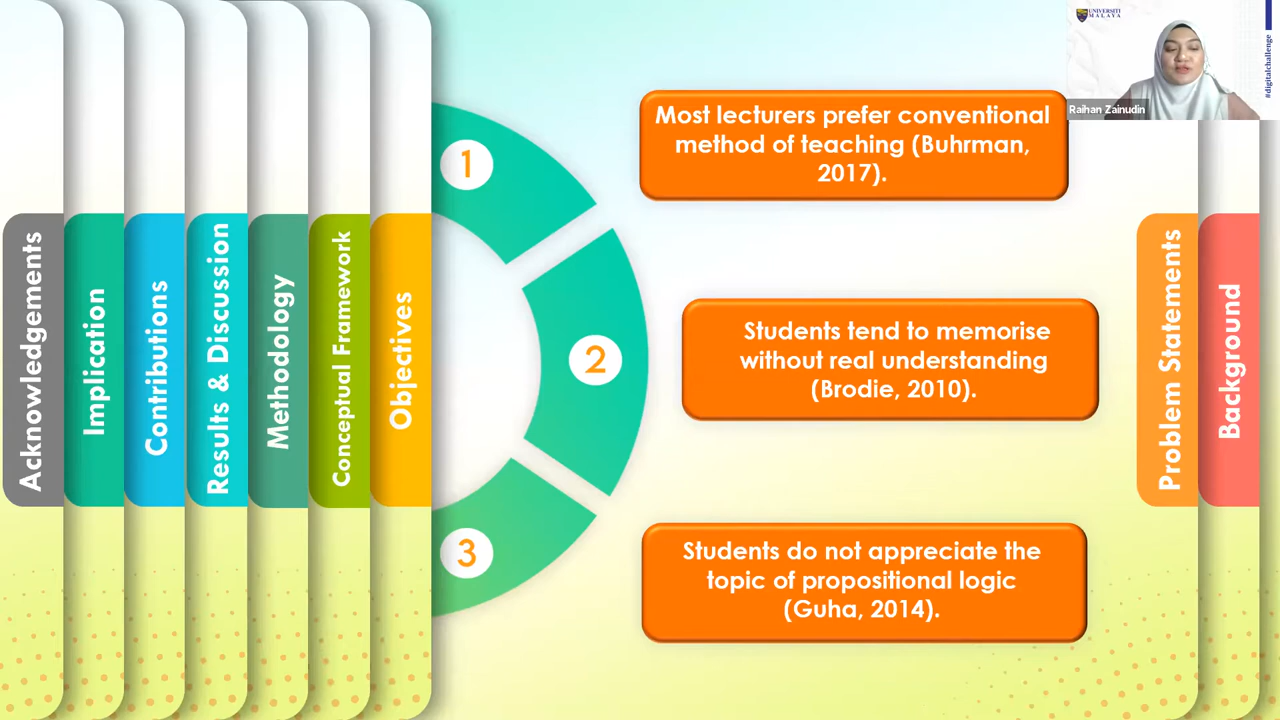 UNIVERSITI
MALAYA
#digitalchallenge
Raihan Zainudin
Acknowledgements
Implication
Contributions
Results & Discussion
Methodology
Conceptual Framework
Objectives
1
Most lecturers prefer conventional
method of teaching (Buhrman,
2017).
2
Students tend to memorise
without real understanding
(Brodie, 2010).
3
Students do not appreciate the
topic of propositional logic
(Guha, 2014).
Problem Statements
Background